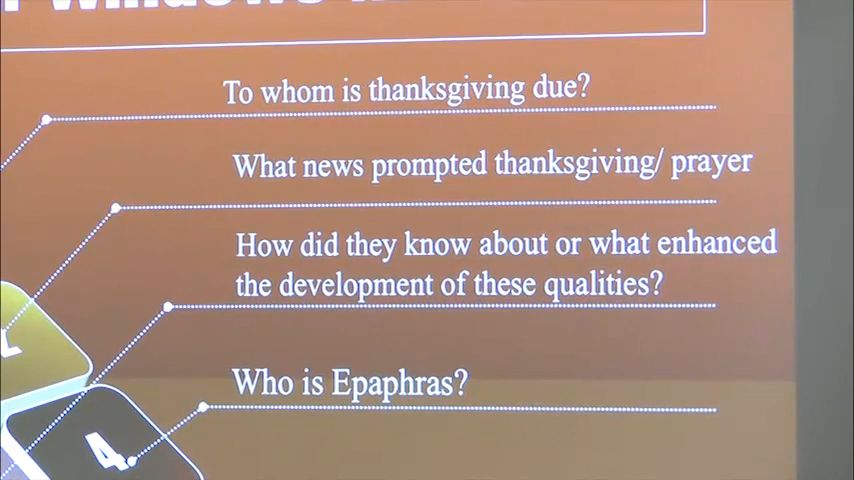 To whom is thanksgiving due?
What news prompted thanksgiving/ prayer
How did they know about or what enhanced
the development of these qualities?
Who is Epaphras?
4